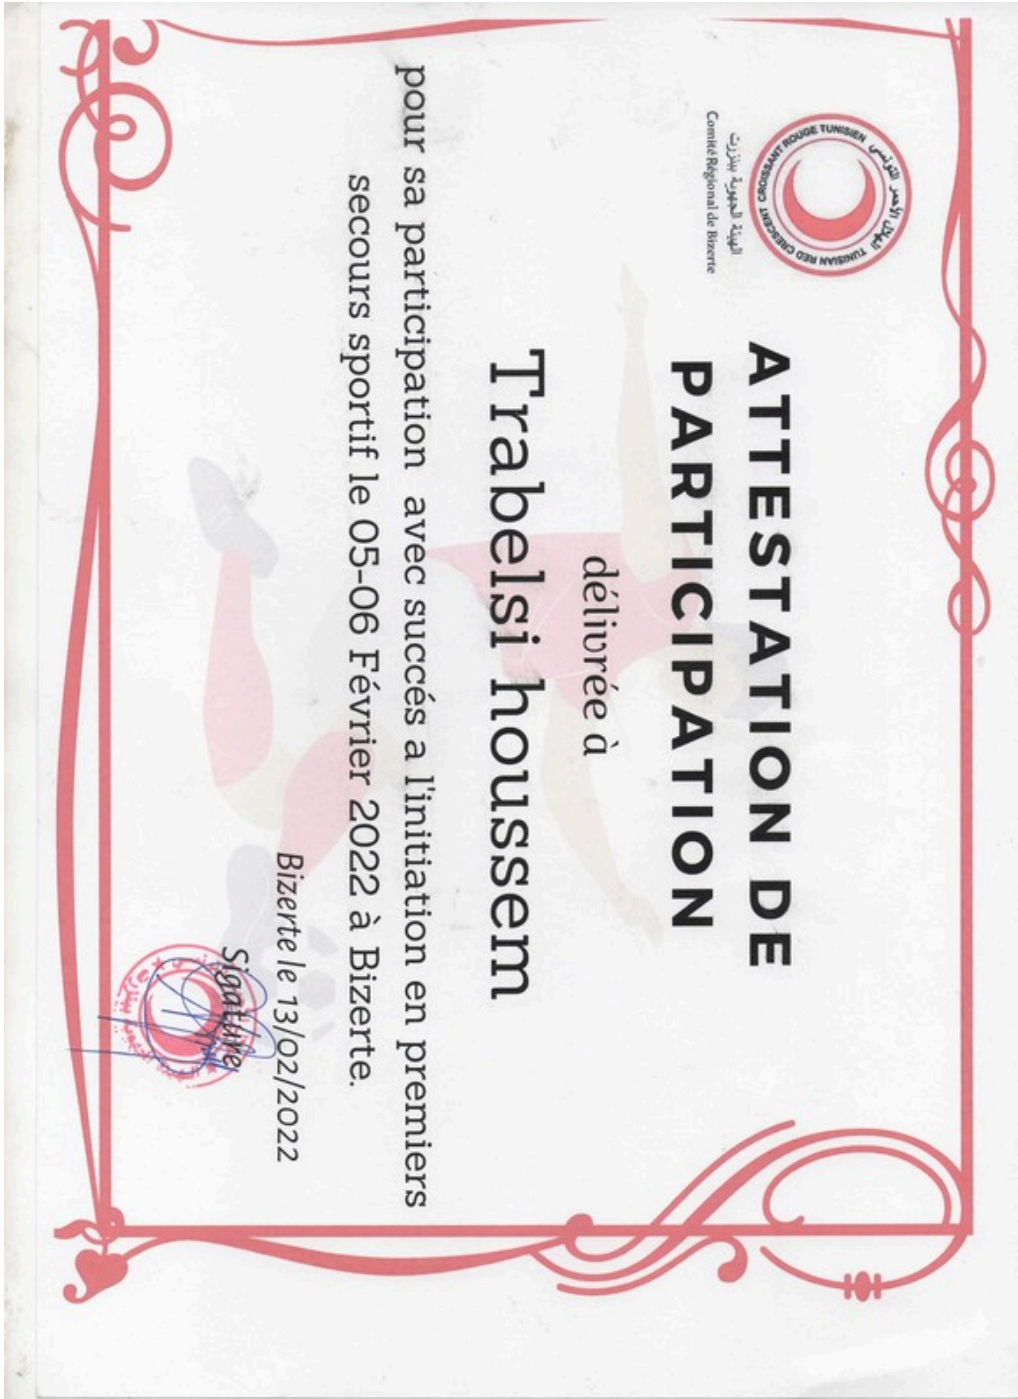 CROISSANT ROUGE TUNISIEN
الهلال الأحمر التونسي
TUNISIAN RED CRESCENT
الهيئة الجهوية ببنزرت
Comité Régional de Bizerte
ATTESTATION DE
PARTICIPATION
délivrée à
Trabelsi houssem
pour sa participation avec succés a l'initiation en premiers
secours sportif le 05-06 Février 2022 à Bizerte.
Bizerte le 13/02/2022
Sigature